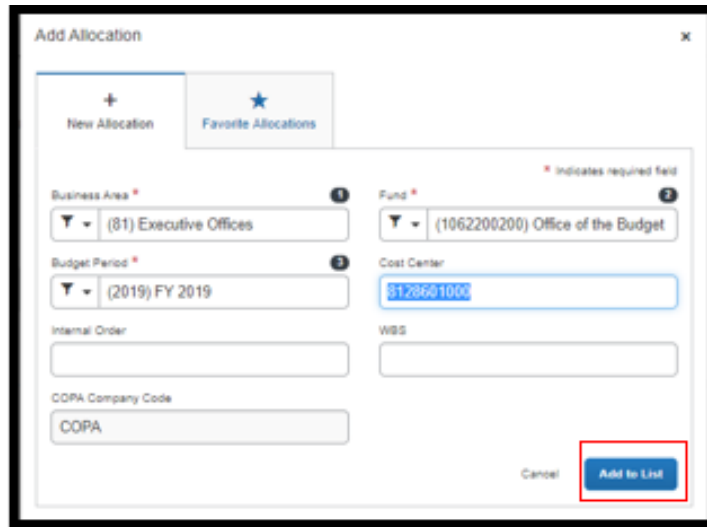 Add Allocation ×
+
New Allocation
★
Favorite Allocations
* Indicates required field
Business Area * 1
Fund * 2
(81) Executive Offices
(1062200200) Office of the Budget
Budget Period * 3
Cost Center
(2019) FY 2019
8128601000
Internal Order
WBS
COPA Company Code
COPA
Cancel
Add to List